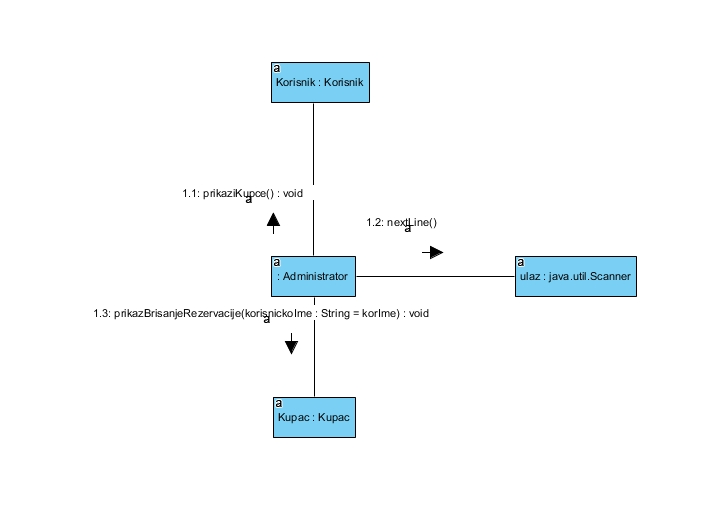 a
Korisnik : Korisnik
1.1: prikaziKupce() : void
a
1.2: nextLine()
a
a
: Administrator
a
ulaz : java.util.Scanner
1.3: prikazBrisanjeRezervacije(korisnickoIme : String = korIme) : void
a
a
Kupac : Kupac